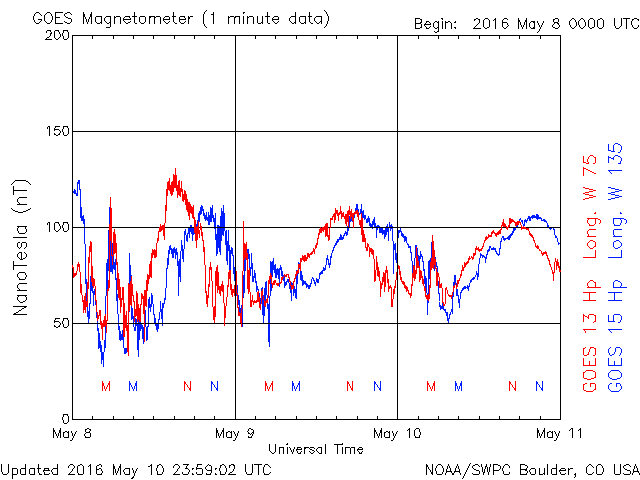 GOES Magnetometer (1 minute data)
Begin: 2016 May 8 0000 UTC
200
150
100
50
0
NanoTesla (nT)
M M N N M M N N M M N N
May 8 May 9 May 10 May 11
Universal Time
GOES 13 Hp Long. W 75
GOES 15 Hp Long. W 135
Updated 2016 May 10 23:59:02 UTC
NOAA/SWPC Boulder, CO USA